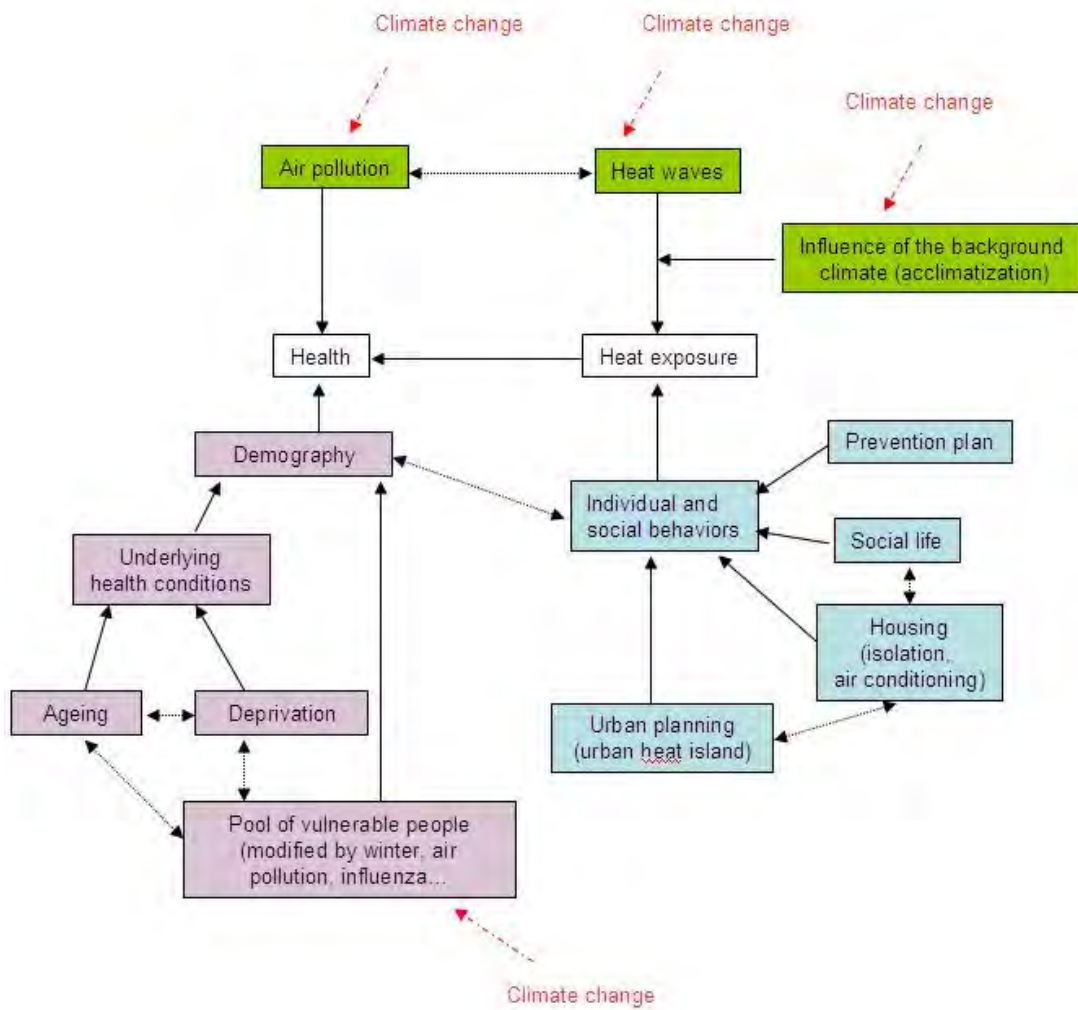 Climate change
Climate change
Climate change
Air pollution
Heat waves
Influence of the background
climate (acclimatization)
Health
Heat exposure
Demography
Prevention plan
Individual and
social behaviors
Social life
Underlying
health conditions
Housing
(isolation,
air conditioning)
Ageing
Deprivation
Urban planning
(urban heat island)
Pool of vulnerable people
(modified by winter, air
pollution, influenza...
Climate change